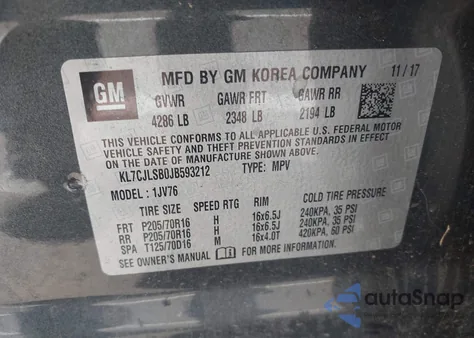 GM
MFD BY GM KOREA COMPANY 11/17
GVWR GAWR FRT GAWR RR
4286 LB 2348 LB 2194 LB
THIS VEHICLE CONFORMS TO ALL APPLICABLE U.S. FEDERAL MOTOR
VEHICLE SAFETY AND THEFT PREVENTION STANDARDS IN EFFECT
ON THE DATE OF MANUFACTURE SHOWN ABOVE.
KL7CJLSB0JB593212 TYPE: MPV
MODEL : 1JV76
TIRE SIZE SPEED RTG RIM COLD TIRE PRESSURE
FRT P205/70R16 H 16x6.5J 240KPA, 35 PSI
RR P205/70R16 H 16x6.5J 240KPA, 35 PSI
SPA T125/70D16 M 16x4.0T 420KPA, 60 PSI
SEE OWNER'S MANUAL FOR MORE INFORMATION.
autoSnap